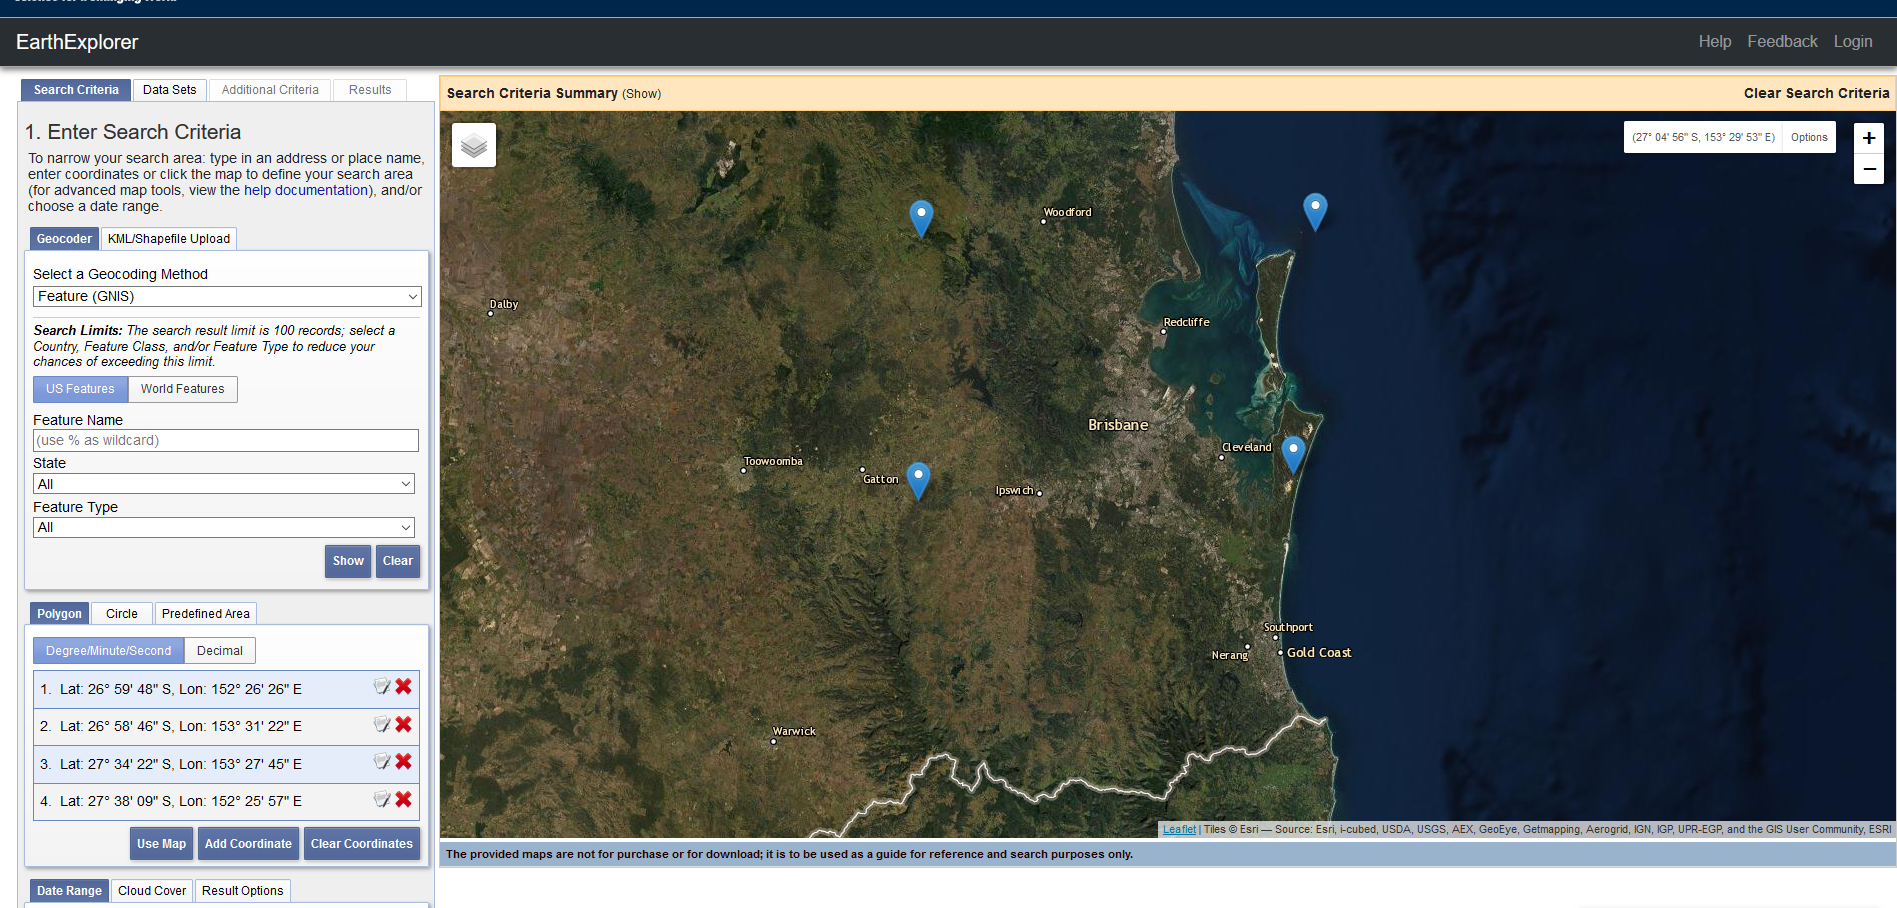 science for a changing world
EarthExplorer
Help Feedback Login
Search Criteria Data Sets Additional Criteria Results
1. Enter Search Criteria
To narrow your search area: type in an address or place name,
enter coordinates or click the map to define your search area
(for advanced map tools, view the help documentation), and/or
choose a date range.
Geocoder KML/Shapefile Upload
Select a Geocoding Method
Feature (GNIS)
Search Limits: The search result limit is 100 records; select a
Country, Feature Class, and/or Feature Type to reduce your
chances of exceeding this limit.
US Features World Features
Feature Name
(use % as wildcard)
State
All
Feature Type
All
Show Clear
Polygon Circle Predefined Area
Degree/Minute/Second Decimal
1. Lat: 26° 59' 48" S, Lon: 152° 26' 26" E
2. Lat: 26° 58' 46" S, Lon: 153° 31' 22" E
3. Lat: 27° 34' 22" S, Lon: 153° 27' 45" E
4. Lat: 27° 38' 09" S, Lon: 152° 25' 57" E
Use Map Add Coordinate Clear Coordinates
Date Range Cloud Cover Result Options
Search Criteria Summary (Show)
Clear Search Criteria
(27° 04' 56" S, 153° 29' 53" E) Options
+
−
Woodford
Dalby
Redcliffe
Brisbane
Cleveland
Toowoomba
Gatton
Ipswich
Southport
Nerang
Gold Coast
Warwick
Leaflet | Tiles © Esri — Source: Esri, i-cubed, USDA, USGS, AEX, GeoEye, Getmapping, Aerogrid, IGN, IGP, UPR-EGP, and the GIS User Community, ESRI
The provided maps are not for purchase or for download; it is to be used as a guide for reference and search purposes only.